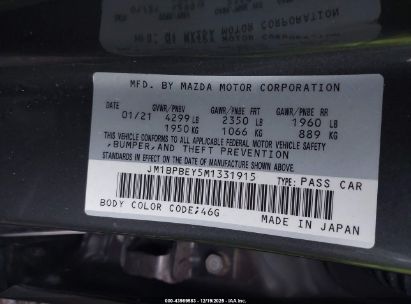 MFD. BY MAZDA MOTOR CORPORATION
GVWR/PNBV GAWR/PNBE FRT GAWR/PNBE RR
01/21 4299 LB 2350 LB 1960 LB
1950 KG 1066 KG 889 KG
THIS VEHICLE CONFORMS TO ALL APPLICABLE FEDERAL MOTOR VEHICLE SAFETY
, BUMPER, AND THEFT PREVENTION
STANDARDS IN EFFECT ON THE DATE OF MANUFACTURE SHOWN ABOVE.
JM1BPBEY5M1331915 TYPE: PASS CAR
BODY COLOR CODE;46G MADE IN JAPAN